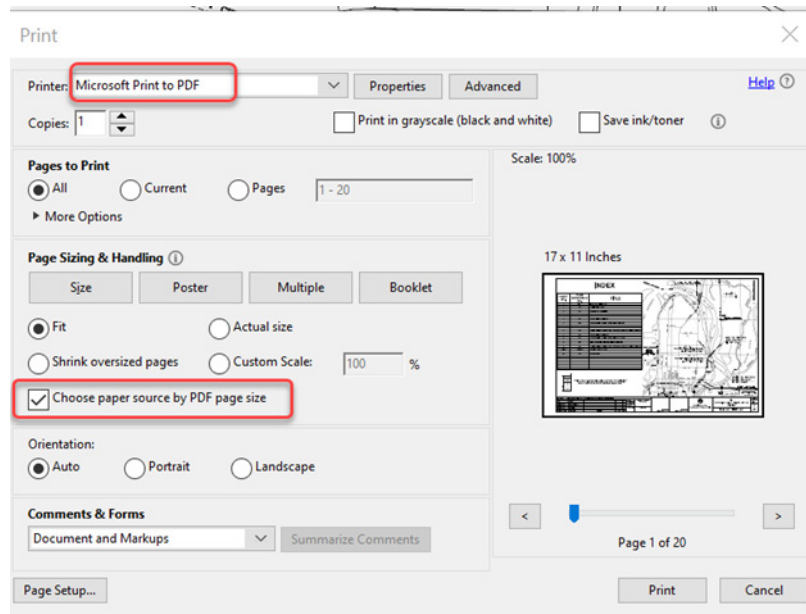 Print
Printer: Microsoft Print to PDF Properties Advanced Help
Copies: 1 Print in grayscale (black and white) Save ink/toner
Pages to Print
All Current Pages 1 - 20
More Options
Page Sizing & Handling
Size Poster Multiple Booklet
Fit Actual size
Shrink oversized pages Custom Scale: 100 %
Choose paper source by PDF page size
Orientation:
Auto Portrait Landscape
Comments & Forms
Document and Markups Summarize Comments
Page Setup...
Scale: 100%
17 x 11 Inches
INDEX
TITLE
< >
Page 1 of 20
Print Cancel